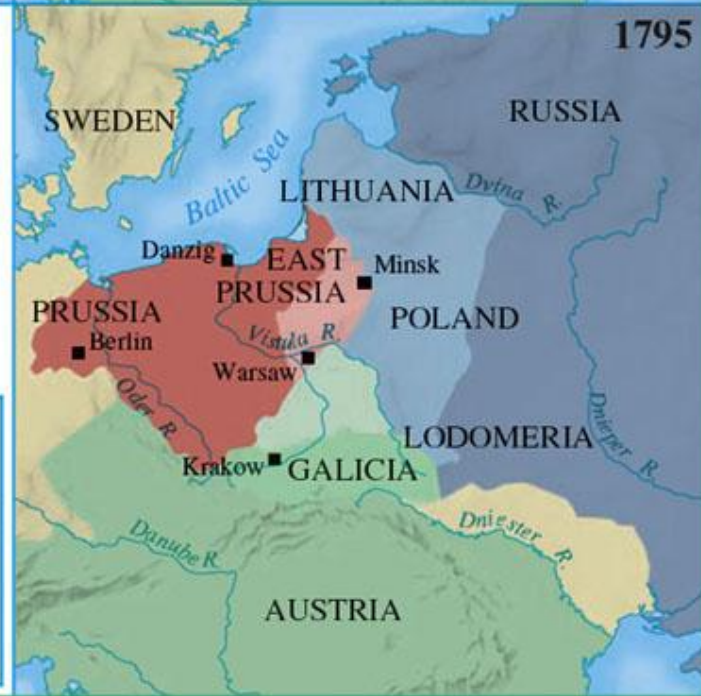 1795
SWEDEN
RUSSIA
Baltic Sea
LITHUANIA
Dvina R.
Danzig
EAST
PRUSSIA
Minsk
PRUSSIA
Berlin
POLAND
Vistula R.
Warsaw
Oder R.
Dnieper R.
LODOMERIA
Krakow
GALICIA
Dniester R.
Danube R.
AUSTRIA